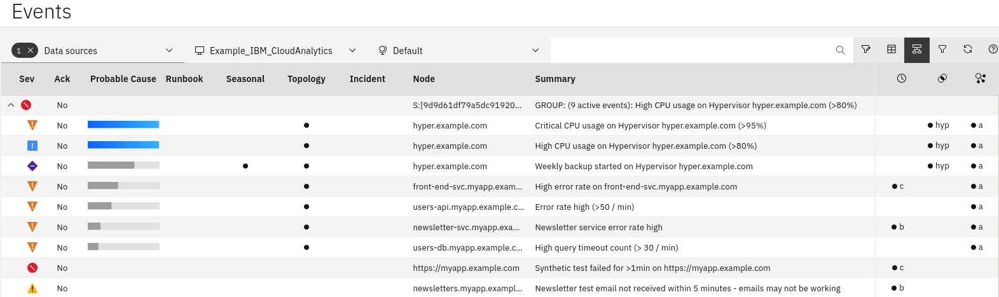 Events
1 × Data sources Example_IBM_CloudAnalytics Default
Sev Ack Probable Cause Runbook Seasonal Topology Incident Node Summary
No S:[9d9d61df79a5dc91920... GROUP: (9 active events): High CPU usage on Hypervisor hyper.example.com (>80%)
No hyper.example.com Critical CPU usage on Hypervisor hyper.example.com (>95%) hyp a
No hyper.example.com High CPU usage on Hypervisor hyper.example.com (>80%) hyp a
No hyper.example.com Weekly backup started on Hypervisor hyper.example.com hyp a
No front-end-svc.myapp.exam... High error rate on front-end-svc.myapp.example.com c a
No users-api.myapp.example.c... Error rate high (>50 / min) a
No newsletter-svc.myapp.exa... Newsletter service error rate high b a
No users-db.myapp.example.c... High query timeout count (> 30 / min) a
No https://myapp.example.com Synthetic test failed for >1min on https://myapp.example.com c
No newsletters.myapp.exampl... Newsletter test email not received within 5 minutes - emails may not be working b